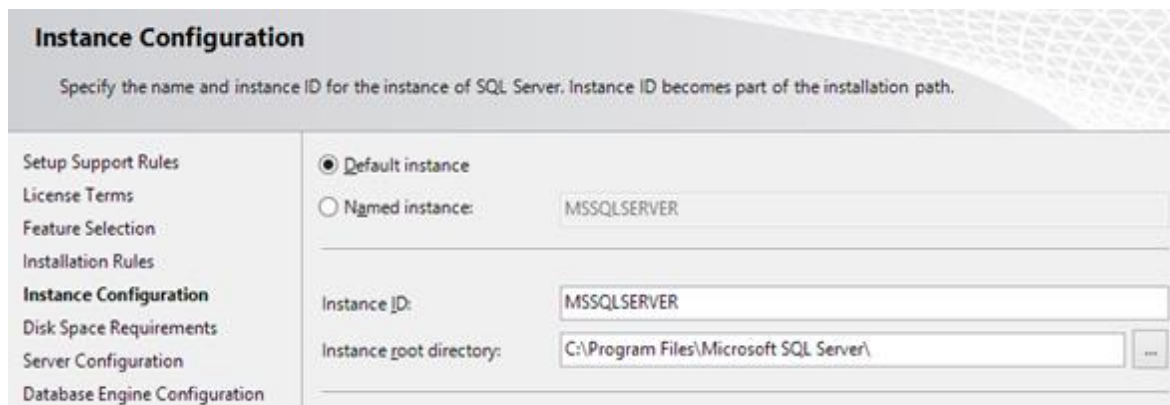 Instance Configuration
Specify the name and instance ID for the instance of SQL Server. Instance ID becomes part of the installation path.
Setup Support Rules
License Terms
Feature Selection
Installation Rules
Instance Configuration
Disk Space Requirements
Server Configuration
Database Engine Configuration
Default instance
Named instance: MSSQLSERVER
Instance ID: MSSQLSERVER
Instance root directory: C:\Program Files\Microsoft SQL Server\ ...